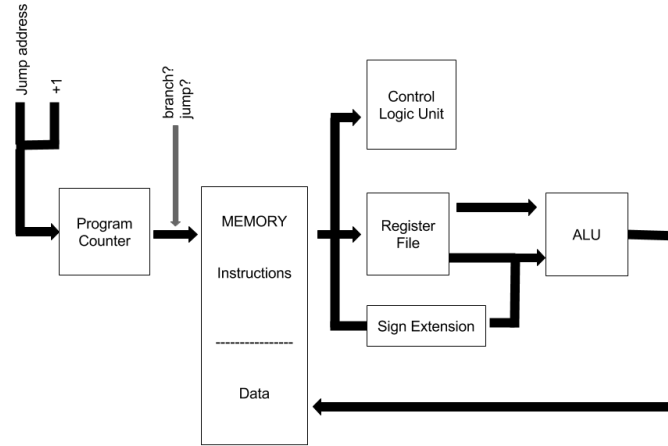 Jump address
+1
branch?
jump?
Control
Logic Unit
Program
Counter
MEMORY
Instructions
----------------
Data
Register
File
ALU
Sign Extension